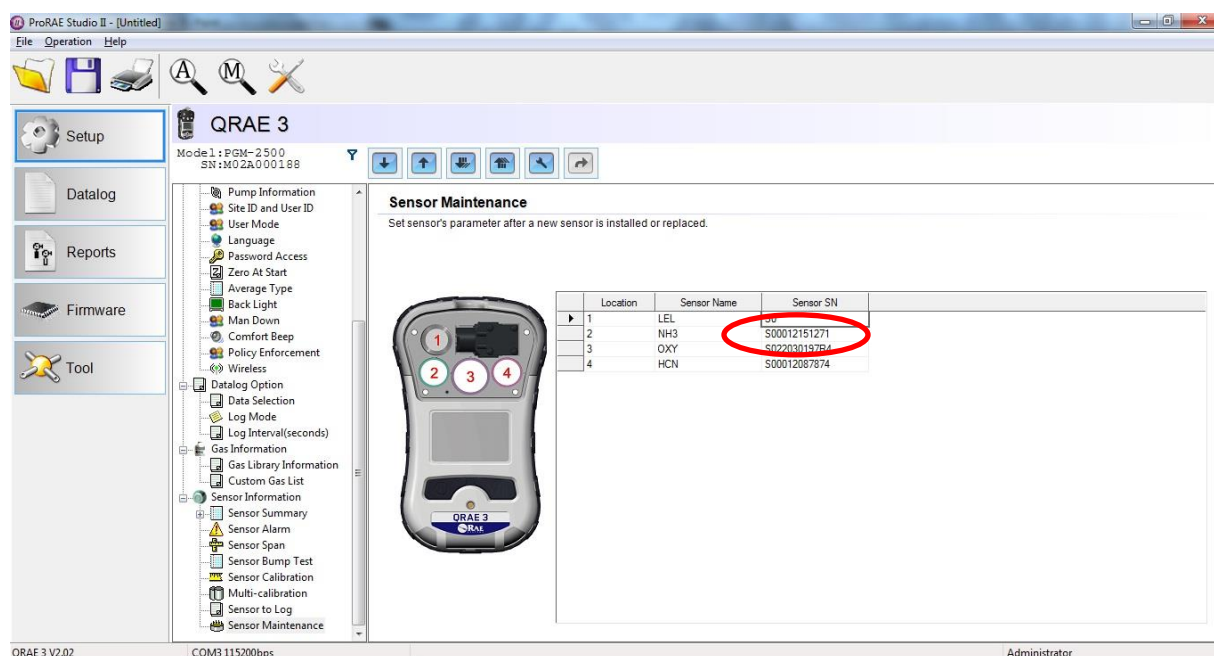 ProRAE Studio II - [Untitled]
File Operation Help
A M
Setup
Datalog
Reports
Firmware
Tool
QRAE 3
Model:PGM-2500
SN:M02A000188
Pump Information
Site ID and User ID
User Mode
Language
Password Access
Zero At Start
Average Type
Back Light
Man Down
Comfort Beep
Policy Enforcement
Wireless
Datalog Option
Data Selection
Log Mode
Log Interval(seconds)
Gas Information
Gas Library Information
Custom Gas List
Sensor Information
Sensor Summary
Sensor Alarm
Sensor Span
Sensor Bump Test
Sensor Calibration
Multi-calibration
Sensor to Log
Sensor Maintenance
Sensor Maintenance
Set sensor's parameter after a new sensor is installed or replaced.
1
2 3 4
QRAE 3
RAE
Location Sensor Name Sensor SN
1 LEL
2 NH3 S00012151271
3 OXY S022030197R4
4 HCN S00012087874
QRAE 3 V2.02 COM3 115200bps Administrator